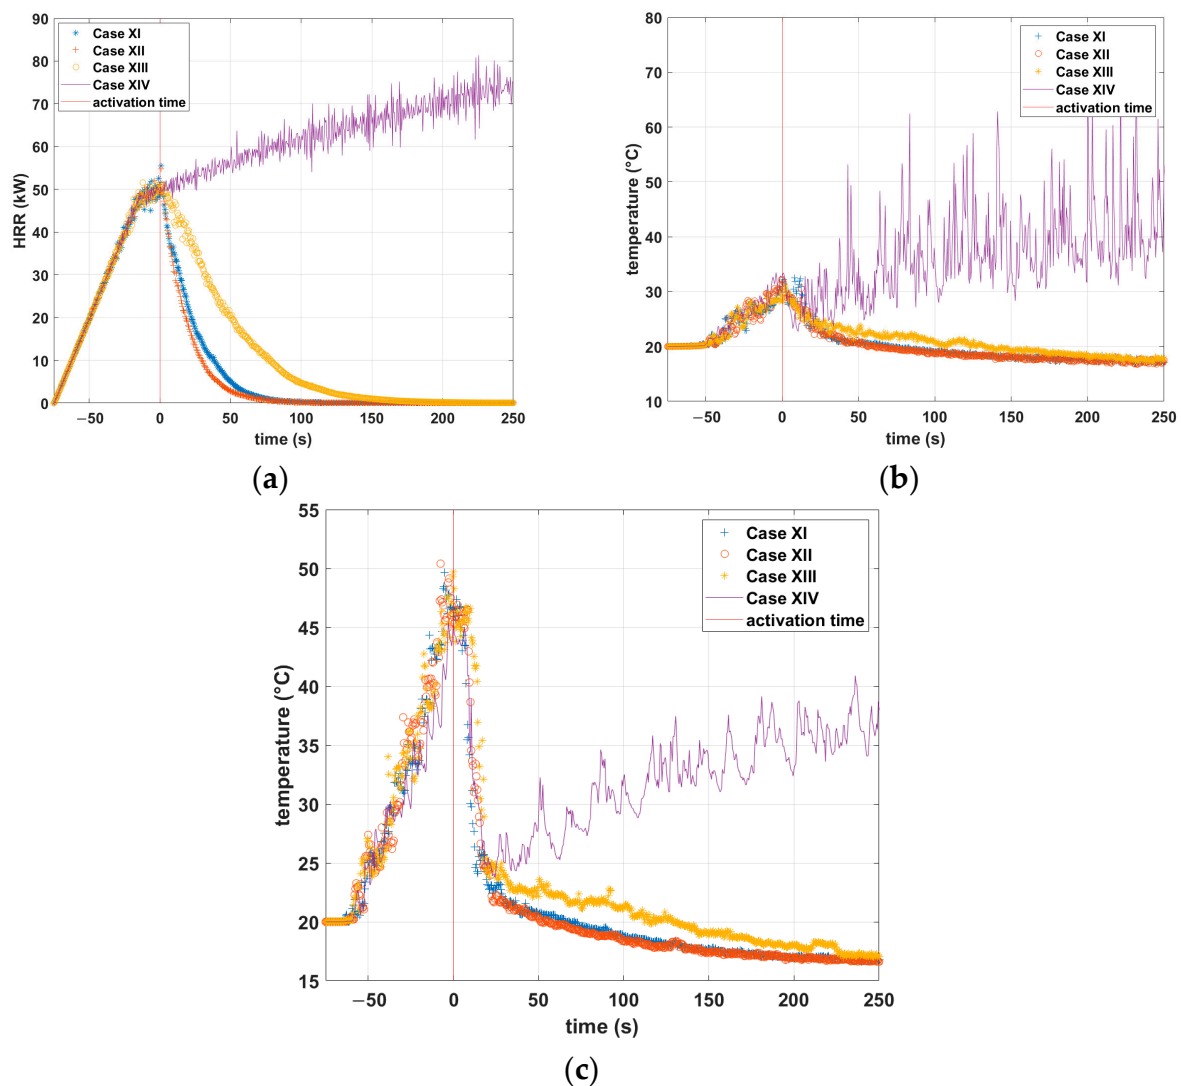 90
80
70
60
50
40
30
20
10
0
HRR (kW)
Case XI
Case XII
Case XIII
Case XIV
activation time
−50
0
50
100
150
200
250
time (s)
(a)
80
70
60
50
40
30
20
10
temperature (°C)
Case XI
Case XII
Case XIII
Case XIV
activation time
−50
0
50
100
150
200
250
time (s)
(b)
55
50
45
40
35
30
25
20
15
temperature (°C)
Case XI
Case XII
Case XIII
Case XIV
activation time
−50
0
50
100
150
200
250
time (s)
(c)